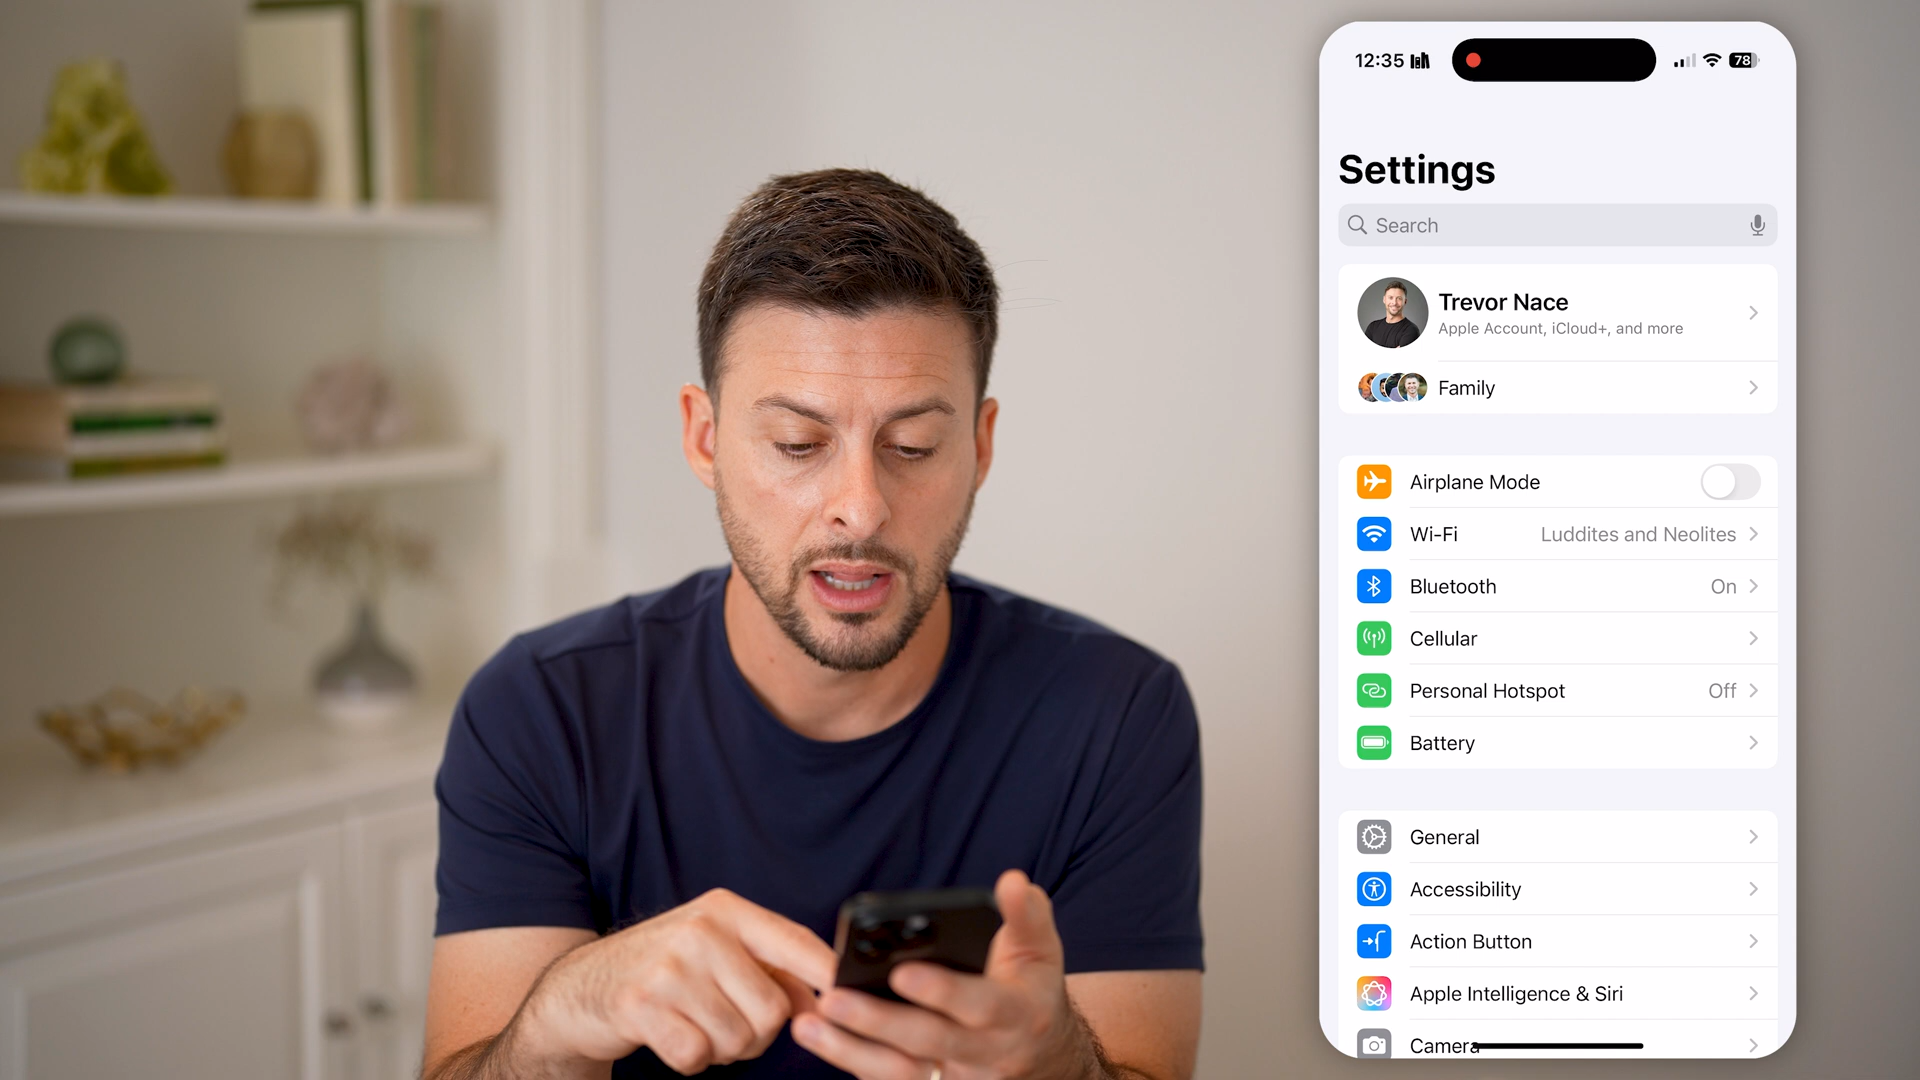 12:35 78
Settings
Search
Trevor Nace
Apple Account, iCloud+, and more
Family
Airplane Mode
Wi-Fi Luddites and Neolites
Bluetooth On
Cellular
Personal Hotspot Off
Battery
General
Accessibility
Action Button
Apple Intelligence & Siri
Camera